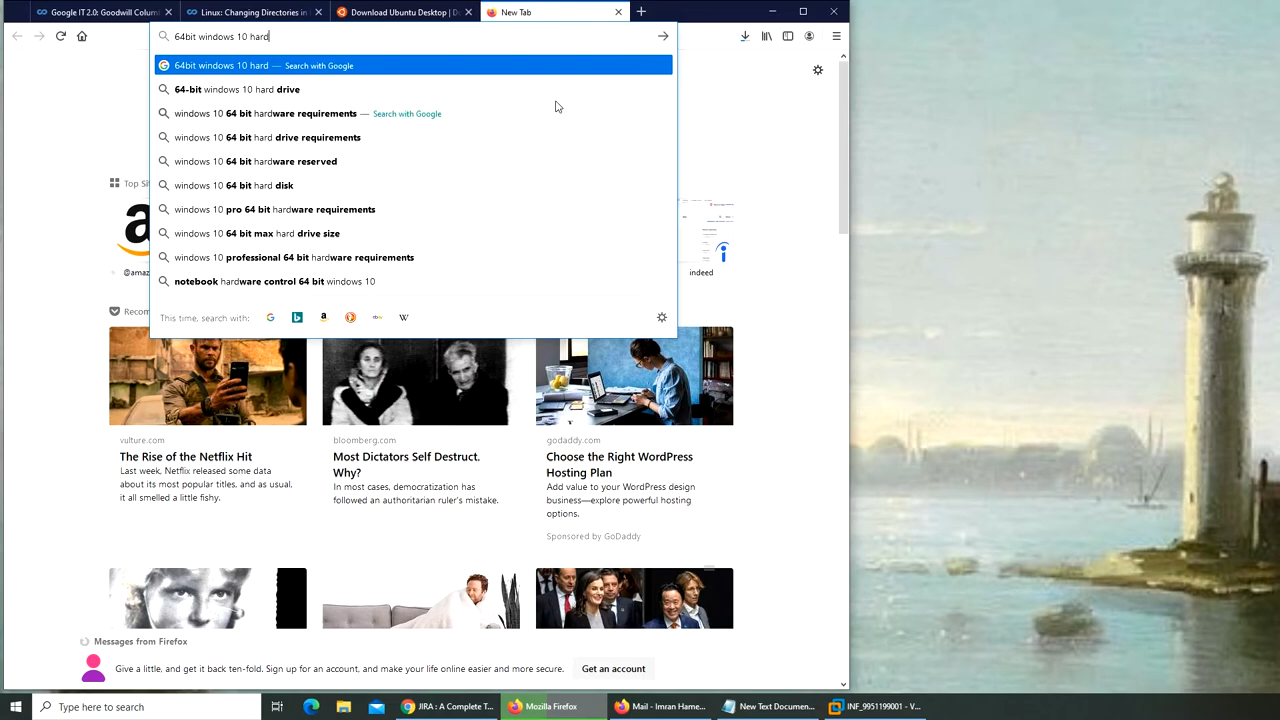 Google IT 2.0: Goodwill Colum
Linux: Changing Directories in
Download Ubuntu Desktop | Do
New Tab
64bit windows 10 hard
64bit windows 10 hard — Search with Google
64-bit windows 10 hard drive
windows 10 64 bit hardware requirements — Search with Google
windows 10 64 bit hard drive requirements
windows 10 64 bit hardware reserved
windows 10 64 bit hard disk
windows 10 pro 64 bit hardware requirements
windows 10 64 bit max hard drive size
windows 10 professional 64 bit hardware requirements
notebook hardware control 64 bit windows 10
This time, search with:
Top Si
@amaz
indeed
Recom
vulture.com
The Rise of the Netflix Hit
Last week, Netflix released some data
about its most popular titles, and as usual,
it all smelled a little fishy.
bloomberg.com
Most Dictators Self Destruct.
Why?
In most cases, democratization has
followed an authoritarian ruler's mistake.
godaddy.com
Choose the Right WordPress
Hosting Plan
Add value to your WordPress design
business—explore powerful hosting
options.
Sponsored by GoDaddy
Messages from Firefox
Give a little, and get it back ten-fold. Sign up for an account, and make your life online easier and more secure.
Get an account
Type here to search
JIRA : A Complete T...
Mozilla Firefox
Mail - Imran Hame...
New Text Documen...
INF_9951199001 - V...